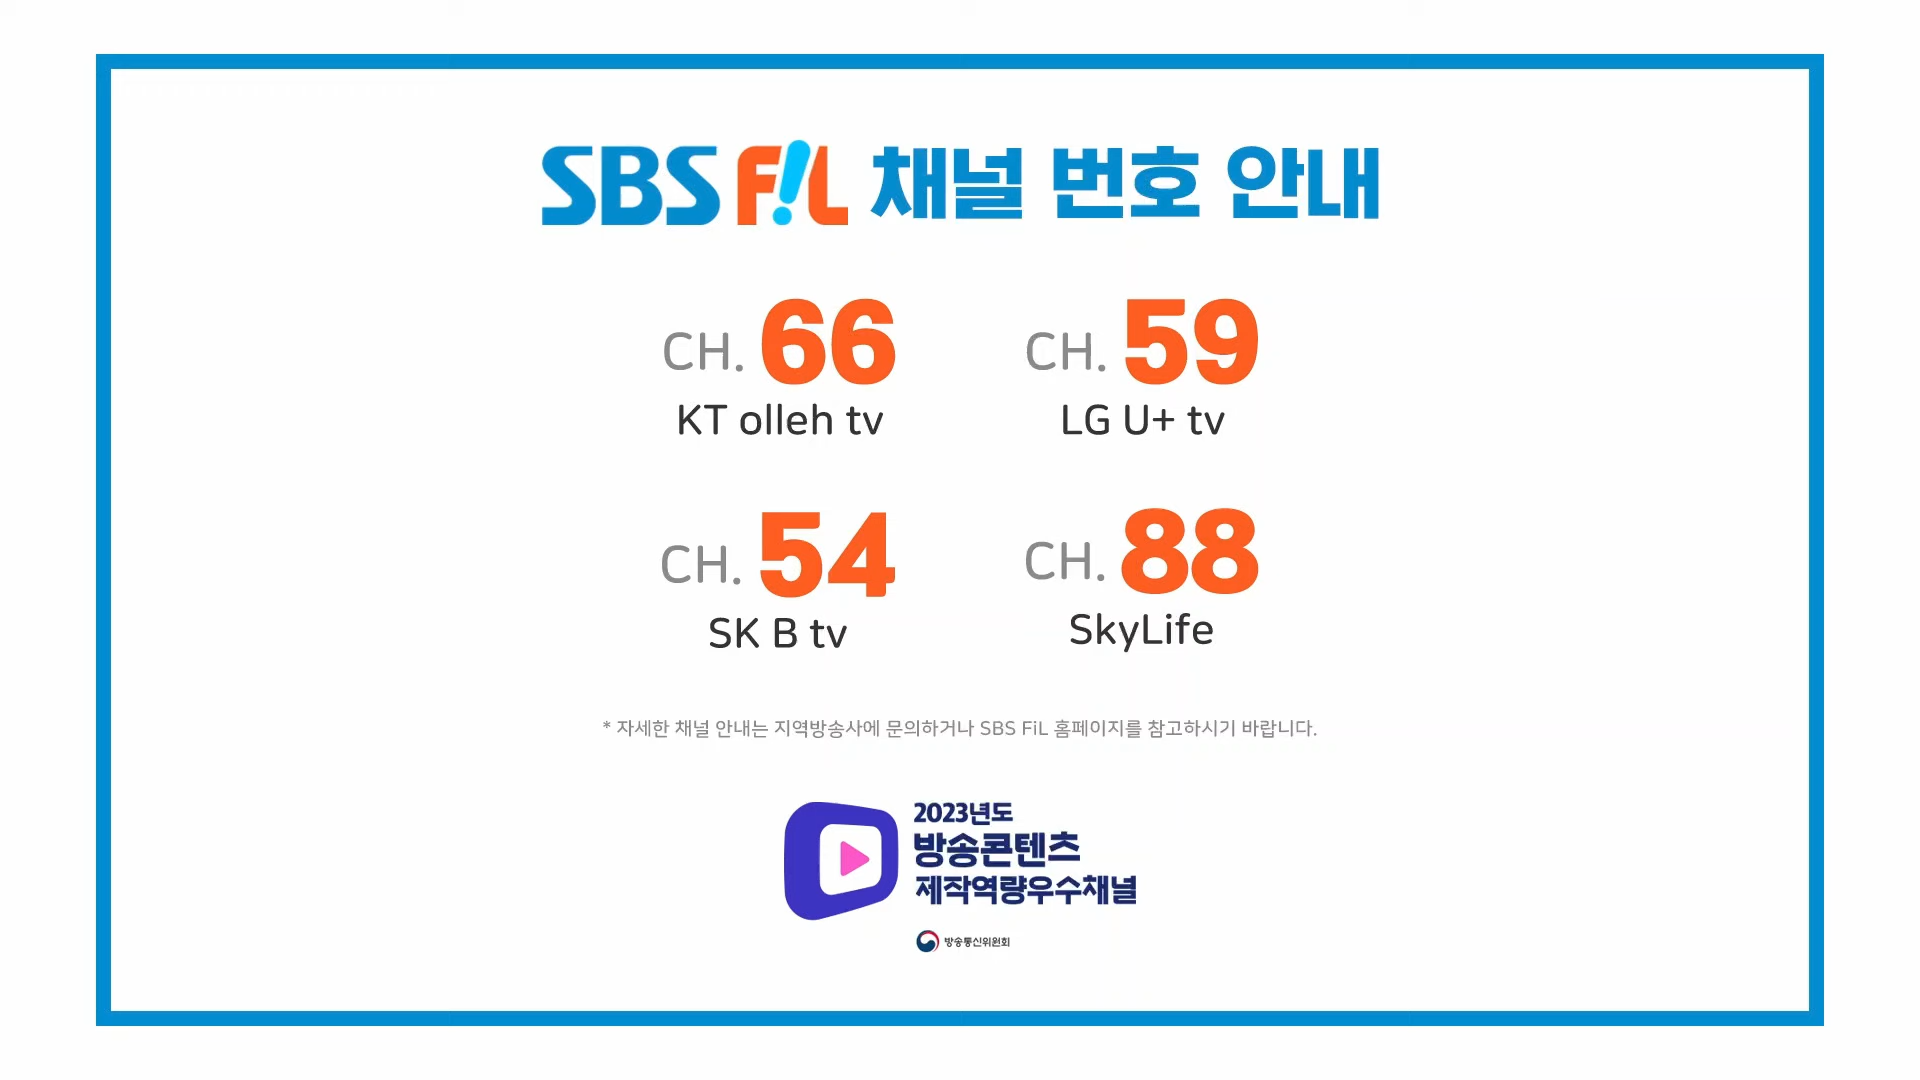 SBS FiL 채널 번호 안내
CH. 66
KT olleh tv
CH. 59
LG U+ tv
CH. 54
SK B tv
CH. 88
SkyLife
* 자세한 채널 안내는 지역방송사에 문의하거나 SBS FiL 홈페이지를 참고하시기 바랍니다.
2023년도
방송콘텐츠
제작역량우수채널
방송통신위원회